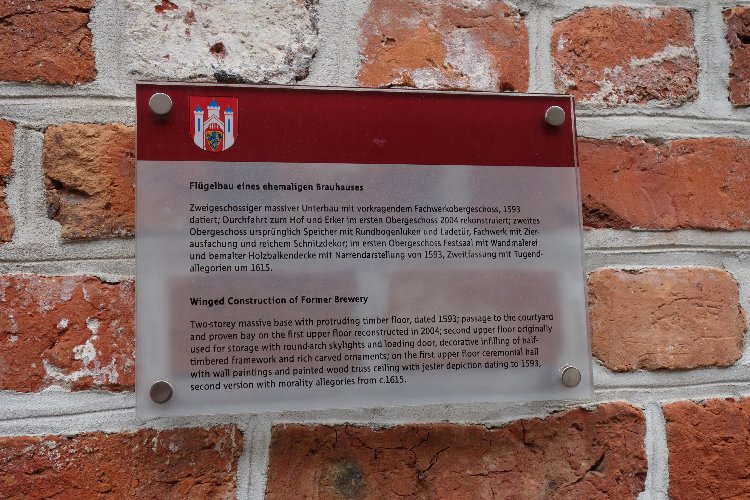 Flügelbau eines ehemaligen Brauhauses
Zweigeschossiger massiver Unterbau mit vorkragendem Fachwerkobergeschoss, 1593
datiert; Durchfahrt zum Hof und Erker im ersten Obergeschoss 2004 rekonstruiert; zweites
Obergeschoss ursprünglich Speicher mit Rundbogenluken und Ladetür, Fachwerk mit Zier-
ausfachung und reichem Schnitzdekor; im ersten Obergeschoss Festsaal mit Wandmalerei
und bemalter Holzbalkendecke mit Narrendarstellung von 1593, Zweitfassung mit Tugend-
allegorien um 1615.
Winged Construction of Former Brewery
Two-storey massive base with protruding timber floor, dated 1593; passage to the courtyard
and proven bay on the first upper floor reconstructed in 2004; second upper floor originally
used for storage with round-arch skylights and loading door, decorative infilling of half-
timbered framework and rich carved ornaments; on the first upper floor ceremonial hall
with wall paintings and painted wood truss ceiling with jester depiction dating to 1593,
second version with morality allegories from c.1615.